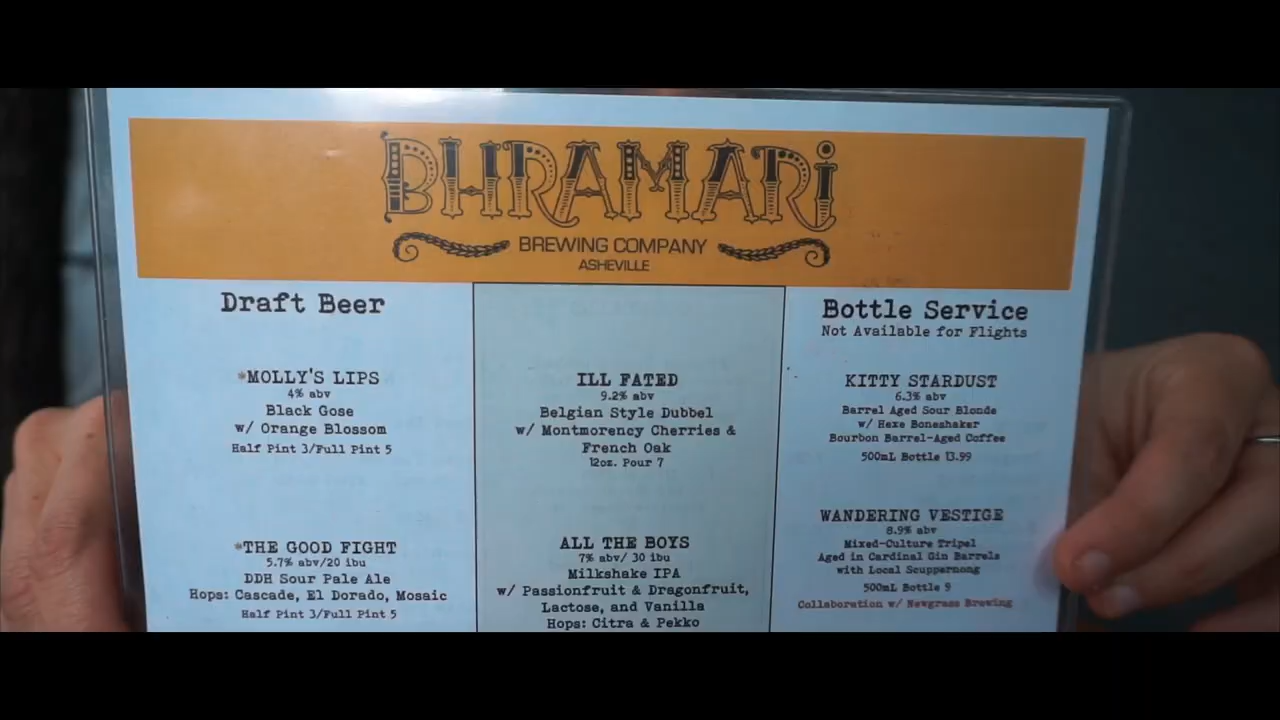 BHRAMARi
BREWING COMPANY
ASHEVILLE
Draft Beer
*MOLLY'S LIPS
4% abv
Black Gose
w/ Orange Blossom
Half Pint 3/Full Pint 5
*THE GOOD FIGHT
5.7% abv/20 ibu
DDH Sour Pale Ale
Hops: Cascade, El Dorado, Mosaic
Half Pint 3/Full Pint 5
ILL FATED
9.2% abv
Belgian Style Dubbel
w/ Montmorency Cherries &
French Oak
12oz. Pour 7
ALL THE BOYS
7% abv/ 30 ibu
Milkshake IPA
w/ Passionfruit & Dragonfruit,
Lactose, and Vanilla
Hops: Citra & Pekko
Bottle Service
Not Available for Flights
KITTY STARDUST
6.3% abv
Barrel Aged Sour Blonde
w/ Hexe Boneshaker
Bourbon Barrel-Aged Coffee
500mL Bottle 13.99
WANDERING VESTIGE
8.9% abv
Mixed-Culture Tripel
Aged in Cardinal Gin Barrels
with Local Scuppernong
500mL Bottle 9
Collaboration w/ Newgrass Brewing